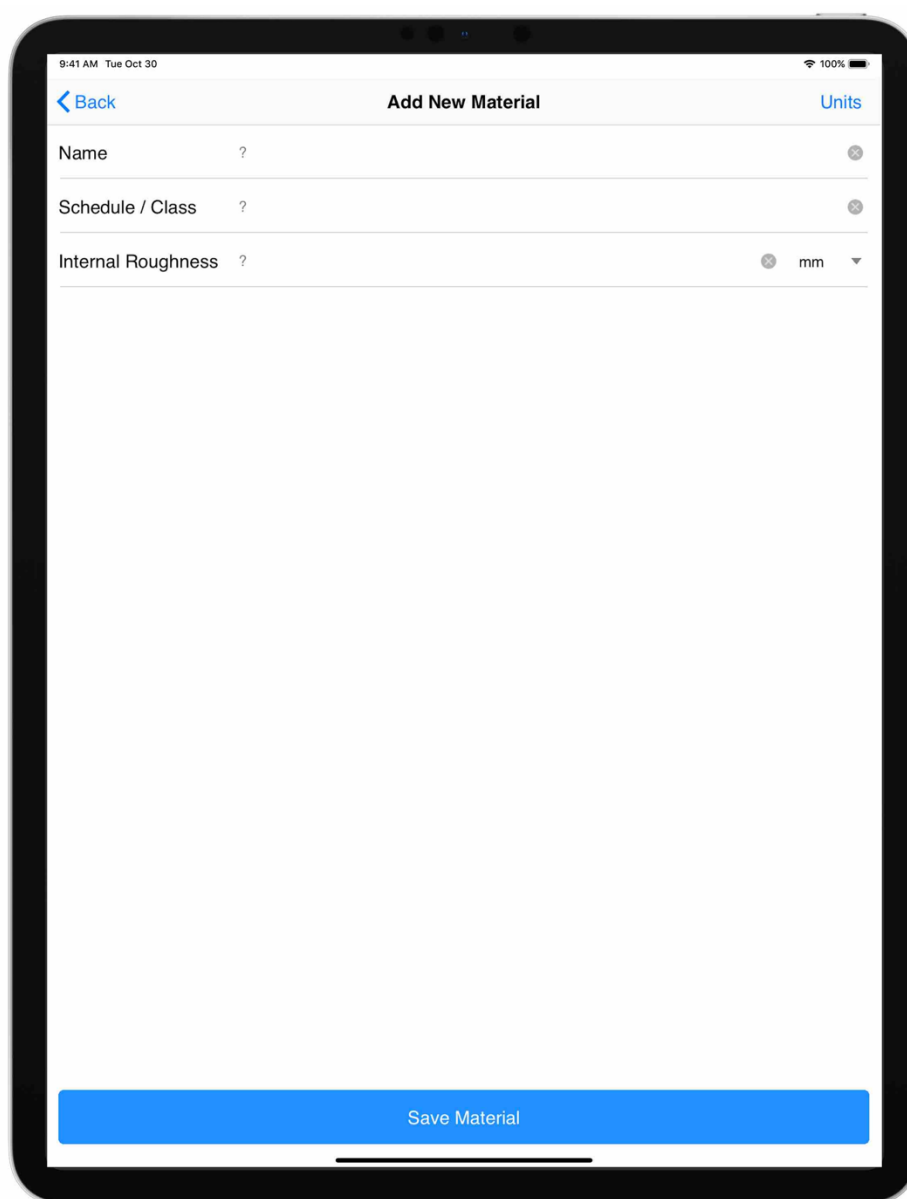 9:41 AM Tue Oct 30 100%
Back Add New Material Units
Name ?
Schedule / Class ?
Internal Roughness ? mm
Save Material